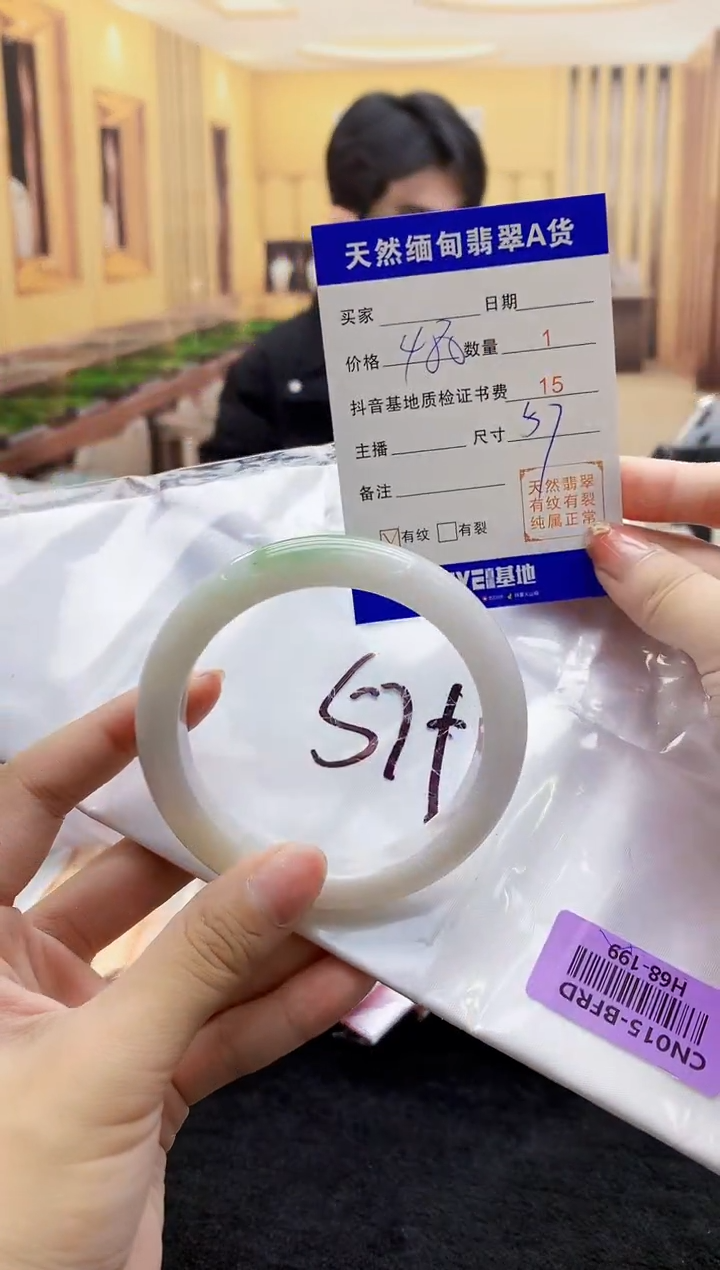 天然缅甸翡翠A货
买家 日期
价格 480 数量 1
抖音基地质检证书费 15
主播 尺寸 57
备注
天然翡翠
有纹有裂
纯属正常
☑有纹 ☐有裂
基地
57+
CN015-BFRD
H68-199